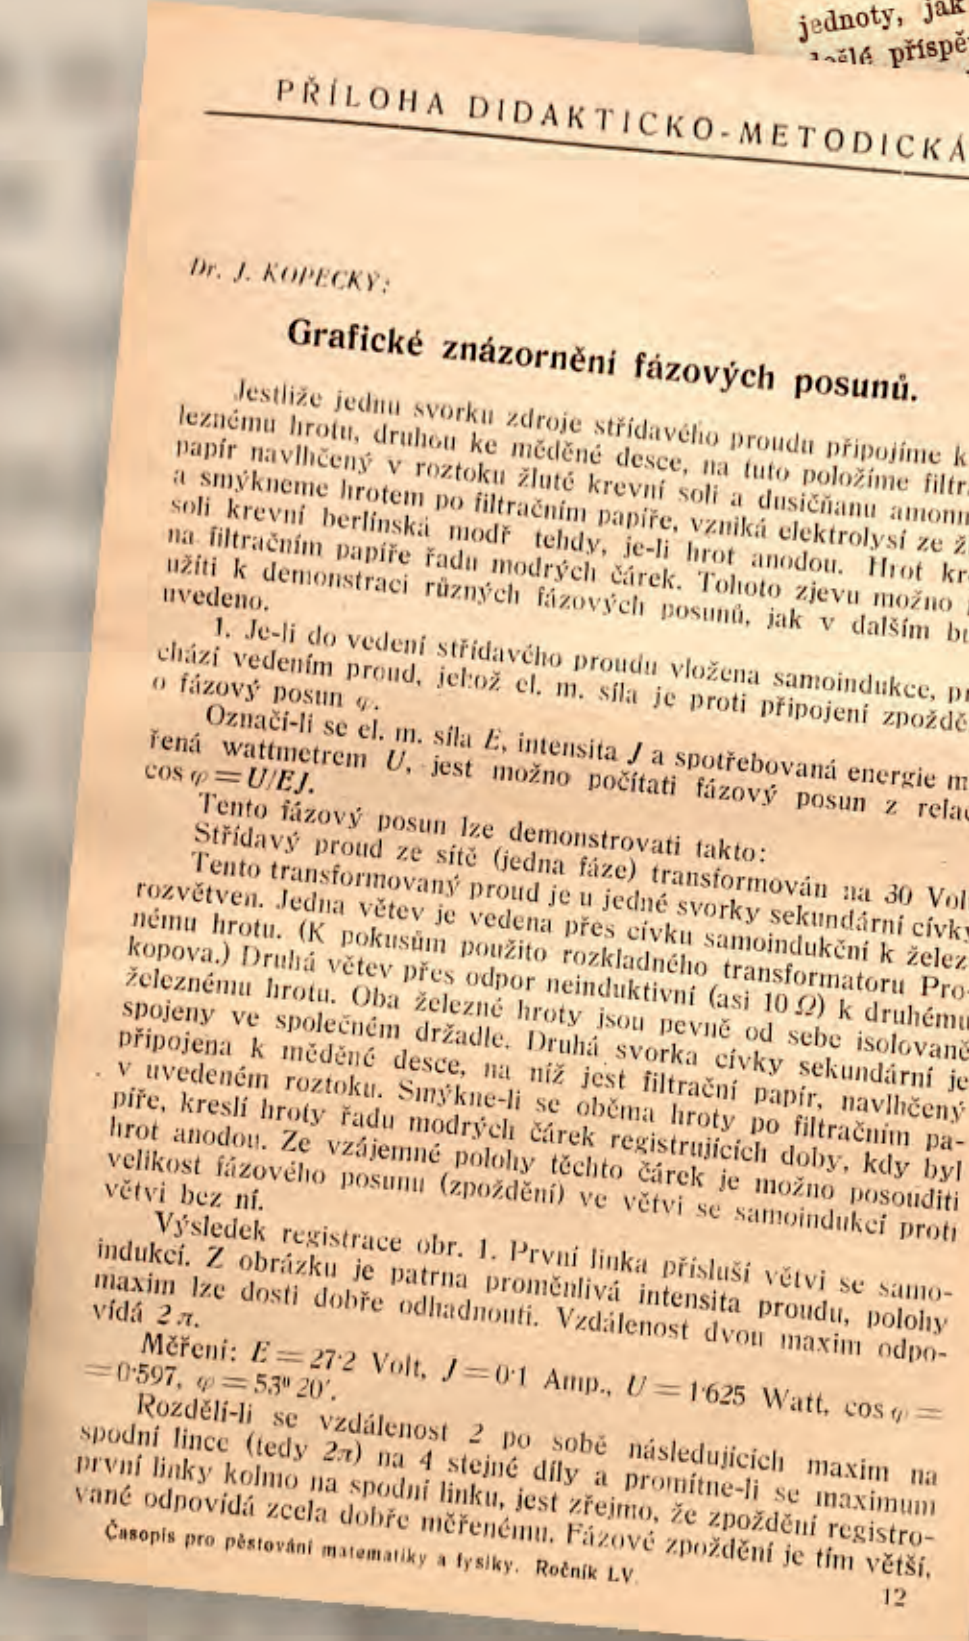 jednoty, jak
došlé příspě
PŘÍLOHA DIDAKTICKO-METODICKÁ
Dr. J. KOPECKÝ:
Grafické znázornění fázových posunů.
Jestliže jednu svorku zdroje střídavého proudu připojíme k
leznému hrotu, druhou ke měděné desce, na tuto položíme filtr
papír navlhčený v roztoku žluté krevní soli a dusičňanu amonn
a smýkneme hrotem po filtračním papíře, vzniká elektrolysí ze ž
soli krevní berlínská modř tehdy, je-li hrot anodou. Hrot kr
na filtračním papíře řadu modrých čárek. Tohoto zjevu možno
užíti k demonstraci různých fázových posunů, jak v dalším bu
uvedeno.
1. Je-li do vedení střídavého proudu vložena samoindukce, pr
chází vedením proud, jehož el. m. síla je proti připojení zpoždě
o fázový posun φ.
Označí-li se el. m. síla E, intensita J a spotřebovaná energie m
řená wattmetrem U, jest možno počítati fázový posun z relac
cos φ = U/EJ.
Tento fázový posun lze demonstrovati takto:
Střídavý proud ze sítě (jedna fáze) transformován na 30 Vol
Tento transformovaný proud je u jedné svorky sekundární cívky
rozvětven. Jedna větev je vedena přes cívku samoindukční k želez-
nému hrotu. (K pokusům použito rozkladného transformatoru Pro-
kopova.) Druhá větev přes odpor neinduktivní (asi 10 Ω) k druhému
železnému hrotu. Oba železné hroty jsou pevně od sebe isolovaně
spojeny ve společném držadle. Druhá svorka cívky sekundární je
připojena k měděné desce, na níž jest filtrační papír, navlhčený
v uvedeném roztoku. Smýkne-li se oběma hroty po filtračním pa-
píře, kreslí hroty řadu modrých čárek registrujících doby, kdy byl
hrot anodou. Ze vzájemné polohy těchto čárek je možno posouditi
velikost fázového posunu (zpoždění) ve větvi se samoindukcí proti
větvi bez ní.
Výsledek registrace obr. 1. První linka přísluší větvi se samo-
indukcí. Z obrázku je patrna proměnlivá intensita proudu, polohy
maxim lze dosti dobře odhadnouti. Vzdálenost dvou maxim odpo-
vídá 2 π.
Měření: E = 27·2 Volt, J = 0·1 Amp., U = 1·625 Watt, cos φ =
= 0·597, φ = 53⁰ 20′.
Rozdělí-li se vzdálenost 2 po sobě následujících maxim na
spodní lince (tedy 2π) na 4 stejné díly a promítne-li se maximum
první linky kolmo na spodní linku, jest zřejmo, že zpoždění registro-
vané odpovídá zcela dobře měřenému. Fázové zpoždění je tím větší,
Časopis pro pěstování matematiky a fysiky. Ročník LV.
12